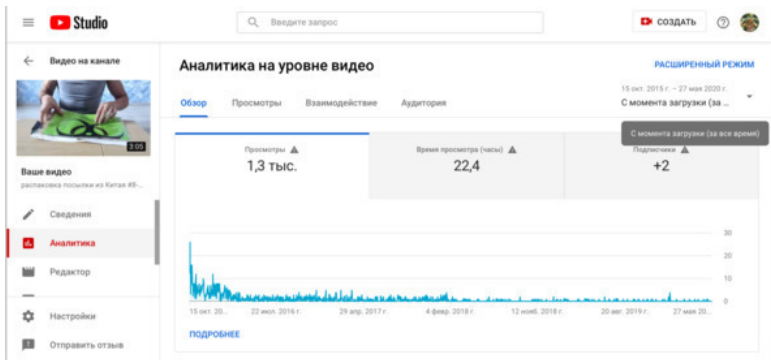 Studio
Введите запрос
СОЗДАТЬ
Видео на канале
3:05
Ваше видео
распаковка посылки из Китая #8-...
Сведения
Аналитика
Редактор
Настройки
Отправить отзыв
Аналитика на уровне видео
РАСШИРЕННЫЙ РЕЖИМ
Обзор Просмотры Взаимодействие Аудитория
15 окт. 2015 г. – 27 мая 2020 г.
С момента загрузки (за ...
С момента загрузки (за все время)
Просмотры
1,3 тыс.
Время просмотра (часы)
22,4
Подписчики
+2
30
20
10
0
15 окт. 20... 22 июл. 2016 г. 29 апр. 2017 г. 4 февр. 2018 г. 12 нояб. 2018 г. 20 авг. 2019 г. 27 мая 20...
ПОДРОБНЕЕ